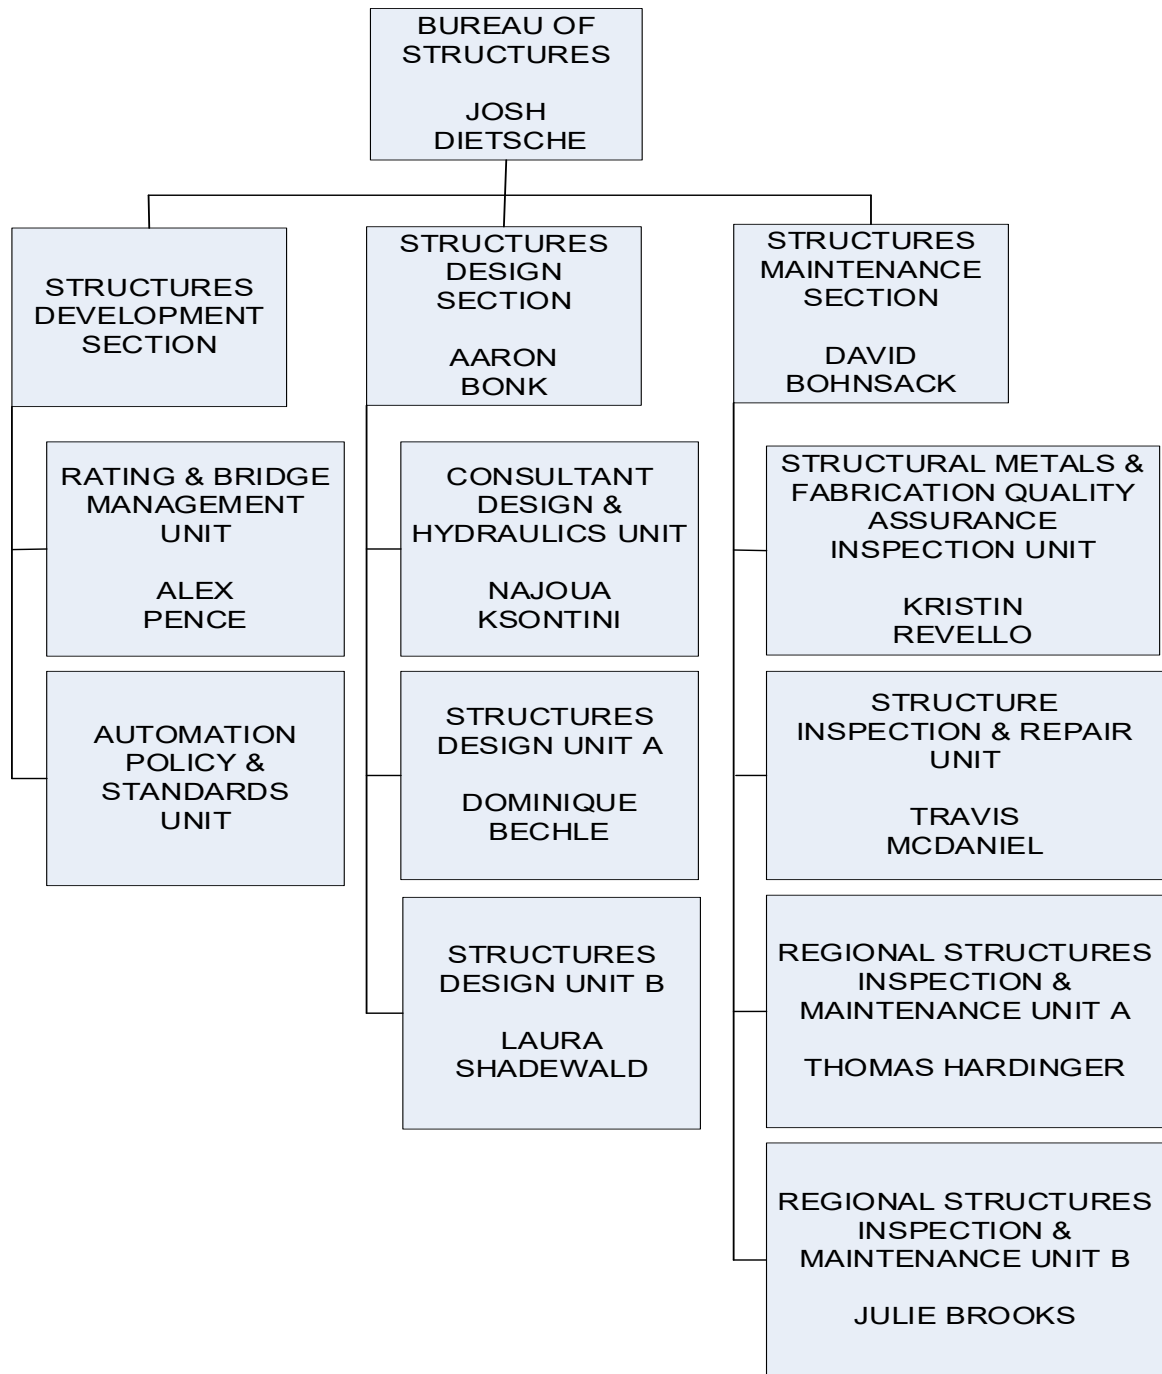 BUREAU OF
STRUCTURES
JOSH
DIETSCHE
STRUCTURES
DEVELOPMENT
SECTION
RATING & BRIDGE
MANAGEMENT
UNIT
ALEX
PENCE
AUTOMATION
POLICY &
STANDARDS
UNIT
STRUCTURES
DESIGN
SECTION
AARON
BONK
CONSULTANT
DESIGN &
HYDRAULICS UNIT
NAJOUA
KSONTINI
STRUCTURES
DESIGN UNIT A
DOMINIQUE
BECHLE
STRUCTURES
DESIGN UNIT B
LAURA
SHADEWALD
STRUCTURES
MAINTENANCE
SECTION
DAVID
BOHNSACK
STRUCTURAL METALS &
FABRICATION QUALITY
ASSURANCE
INSPECTION UNIT
KRISTIN
REVELLO
STRUCTURE
INSPECTION & REPAIR
UNIT
TRAVIS
MCDANIEL
REGIONAL STRUCTURES
INSPECTION &
MAINTENANCE UNIT A
THOMAS HARDINGER
REGIONAL STRUCTURES
INSPECTION &
MAINTENANCE UNIT B
JULIE BROOKS